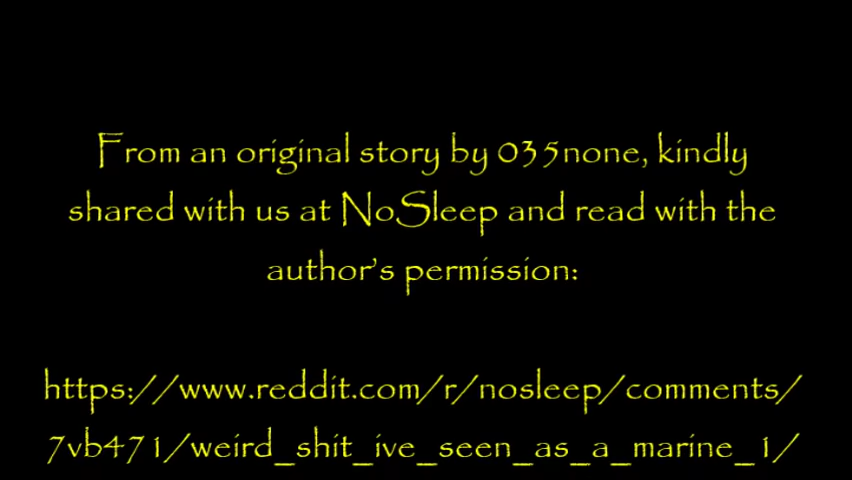 From an original story by 035none, kindly
shared with us at NoSleep and read with the
author's permission:
https://www.reddit.com/r/nosleep/comments/
7vb471/weird_shit_ive_seen_as_a_marine_1/